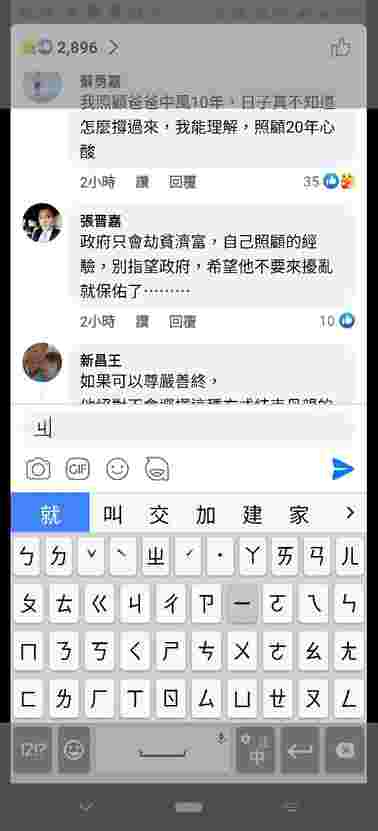 2,896
蘇勇嘉
我照顧爸爸中風10年，日子真不知道
怎麼撐過來，我能理解，照顧20年心
酸
2小時 讚 回覆 35
張晉嘉
政府只會劫貧濟富，自己照顧的經
驗，別指望政府，希望他不要來擾亂
就保佑了………
2小時 讚 回覆 10
新昌王
如果可以尊嚴善終，
ㄐ
GIF
就 叫 交 加 建 家
ㄅ ㄉ ˇ ˋ ㄓ ˊ ˙ ㄚ ㄞ ㄢ ㄦ
ㄆ ㄊ ㄍ ㄐ ㄔ ㄗ ㄧ ㄛ ㄟ ㄣ
ㄇ ㄋ ㄎ ㄑ ㄕ ㄘ ㄨ ㄜ ㄠ ㄤ
ㄈ ㄌ ㄏ ㄒ ㄖ ㄙ ㄩ ㄝ ㄡ ㄥ
12!? 中